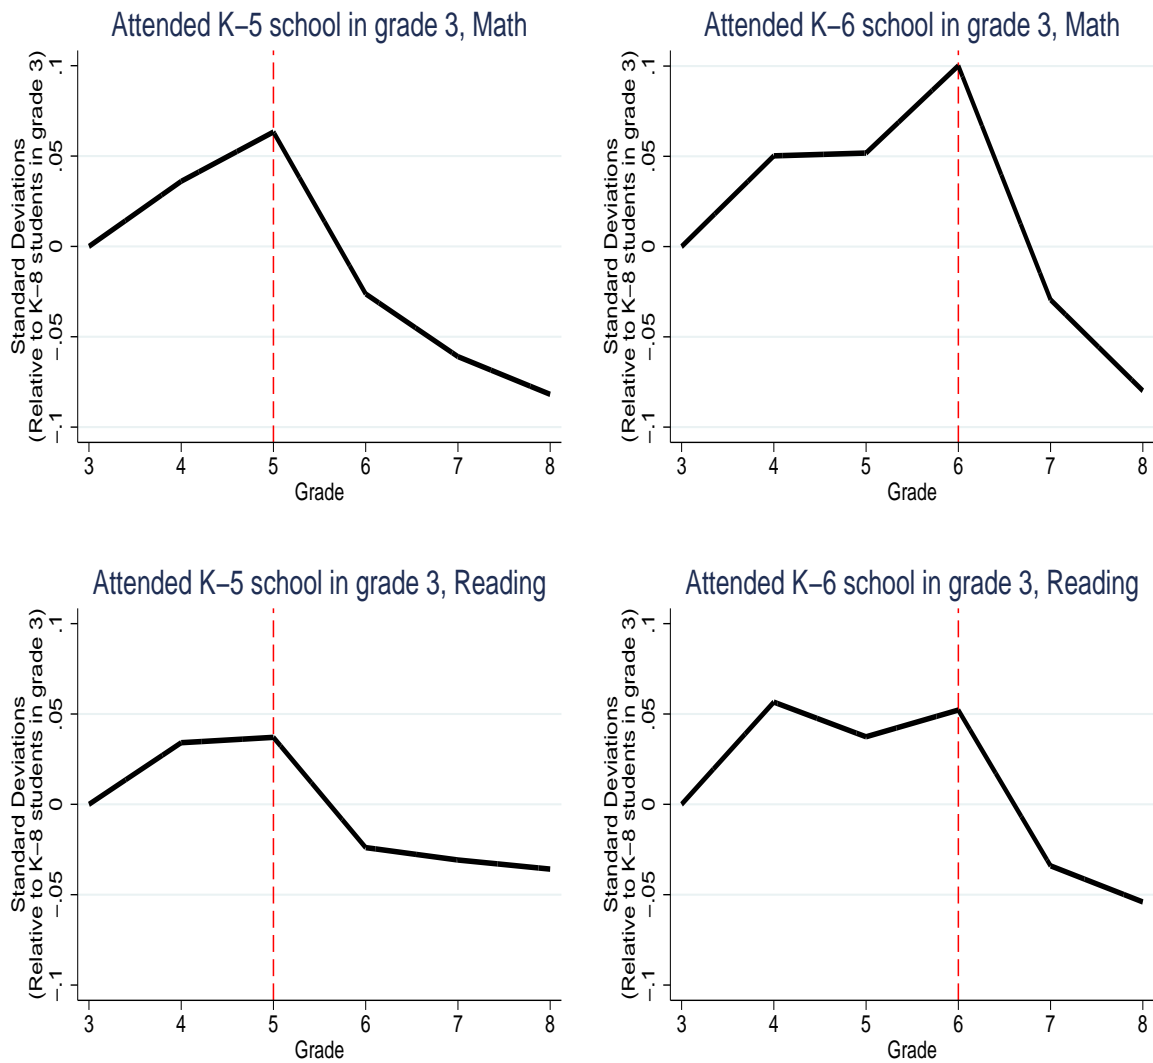 Attended K−5 school in grade 3, Math
Standard Deviations
(Relative to K−8 students in grade 3)
.1
.05
0
−.05
−.1
3 4 5 6 7 8
Grade
Attended K−6 school in grade 3, Math
Standard Deviations
(Relative to K−8 students in grade 3)
.1
.05
0
−.05
−.1
3 4 5 6 7 8
Grade
Attended K−5 school in grade 3, Reading
Standard Deviations
(Relative to K−8 students in grade 3)
.1
.05
0
−.05
−.1
3 4 5 6 7 8
Grade
Attended K−6 school in grade 3, Reading
Standard Deviations
(Relative to K−8 students in grade 3)
.1
.05
0
−.05
−.1
3 4 5 6 7 8
Grade